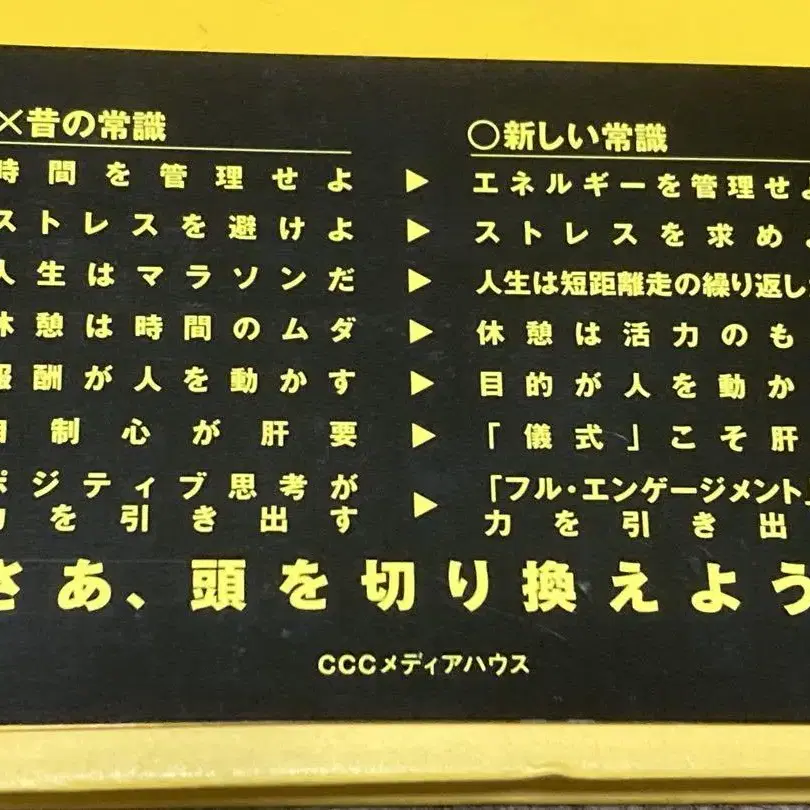 ×昔の常識
○新しい常識
時間を管理せよ ▶ エネルギーを管理せよ
ストレスを避けよ ▶ ストレスを求め
人生はマラソンだ ▶ 人生は短距離走の繰り返し
休憩は時間のムダ ▶ 休憩は活力のも
報酬が人を動かす ▶ 目的が人を動か
自制心が肝要 ▶ 「儀式」こそ肝
ポジティブ思考が ▶ 「フル・エンゲージメント」
力を引き出す 力を引き出
さあ、頭を切り換えよう
CCCメディアハウス